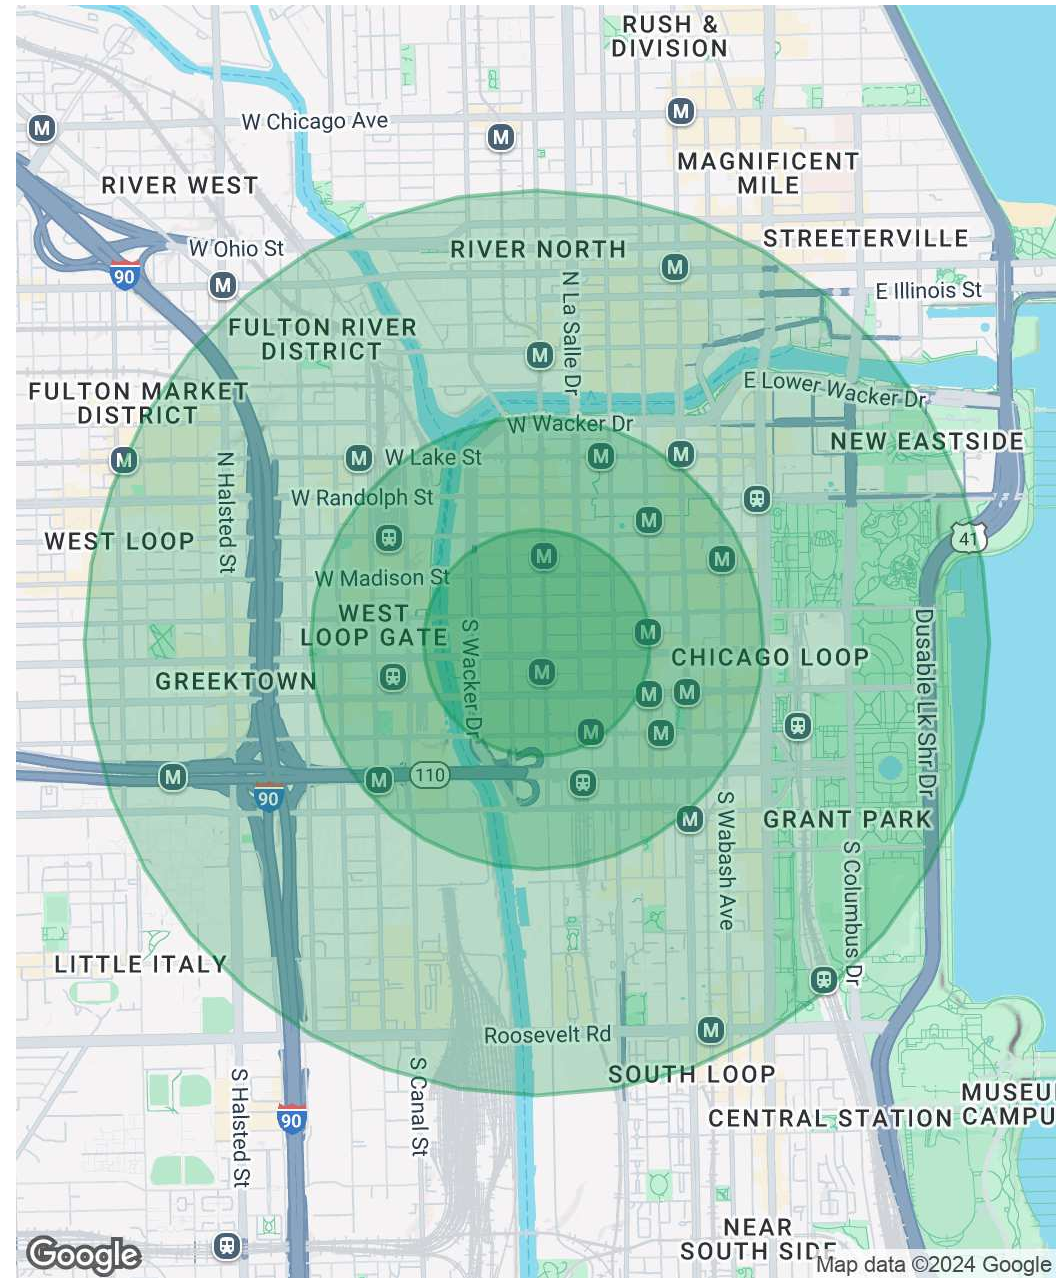 RUSH &
DIVISION
W Chicago Ave
M
M
M
MAGNIFICENT
MILE
RIVER WEST
STREETERVILLE
W Ohio St
RIVER NORTH
M
90
M
E Illinois St
N La Salle Dr
FULTON RIVER
DISTRICT
M
FULTON MARKET
DISTRICT
E Lower Wacker Dr
W Wacker Dr
NEW EASTSIDE
M
M
W Lake St
M
M
N Halsted St
W Randolph St
M
WEST LOOP
41
M
M
W Madison St
WEST
LOOP GATE
S Wacker Dr
M
CHICAGO LOOP
Dusable Lk Shr Dr
GREEKTOWN
M
M
M
M
M
M
M
110
90
S Wabash Ave
M
GRANT PARK
S Columbus Dr
LITTLE ITALY
Roosevelt Rd
M
SOUTH LOOP
S Halsted St
S Canal St
90
CENTRAL STATION
MUSEU
CAMPU
NEAR
SOUTH SIDE
Google
Map data ©2024 Google